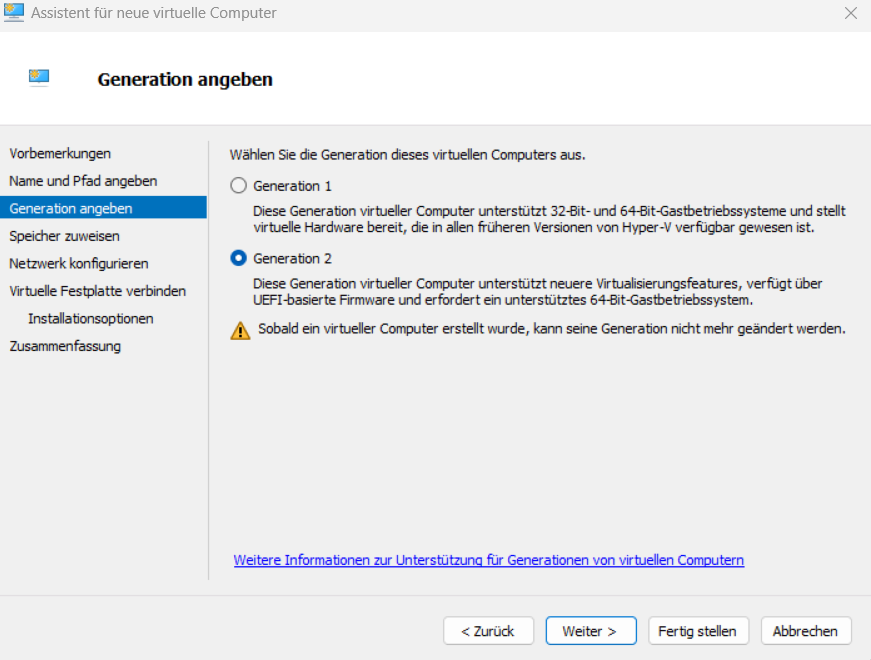 Assistent für neue virtuelle Computer
Generation angeben
Vorbemerkungen
Name und Pfad angeben
Generation angeben
Speicher zuweisen
Netzwerk konfigurieren
Virtuelle Festplatte verbinden
Installationsoptionen
Zusammenfassung
Wählen Sie die Generation dieses virtuellen Computers aus.
Generation 1
Diese Generation virtueller Computer unterstützt 32-Bit- und 64-Bit-Gastbetriebssysteme und stellt
virtuelle Hardware bereit, die in allen früheren Versionen von Hyper-V verfügbar gewesen ist.
Generation 2
Diese Generation virtueller Computer unterstützt neuere Virtualisierungsfeatures, verfügt über
UEFI-basierte Firmware und erfordert ein unterstütztes 64-Bit-Gastbetriebssystem.
Sobald ein virtueller Computer erstellt wurde, kann seine Generation nicht mehr geändert werden.
Weitere Informationen zur Unterstützung für Generationen von virtuellen Computern
< Zurück
Weiter >
Fertig stellen
Abbrechen